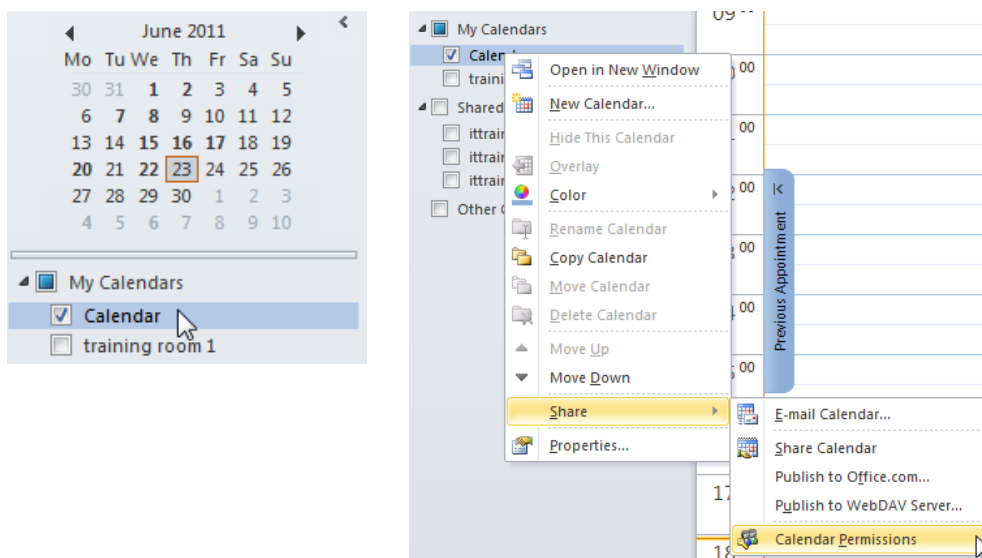 June 2011
Mo Tu We Th Fr Sa Su
30 31 1 2 3 4 5
6 7 8 9 10 11 12
13 14 15 16 17 18 19
20 21 22 23 24 25 26
27 28 29 30 1 2 3
4 5 6 7 8 9 10
My Calendars
Calendar
training room 1
My Calendars
Shared
Other
09
00
00
00
00
00
00
17
18
Previous Appointment
Open in New Window
New Calendar...
Hide This Calendar
Overlay
Color
Rename Calendar
Copy Calendar
Move Calendar
Delete Calendar
Move Up
Move Down
Share
Properties...
E-mail Calendar...
Share Calendar
Publish to Office.com...
Publish to WebDAV Server...
Calendar Permissions